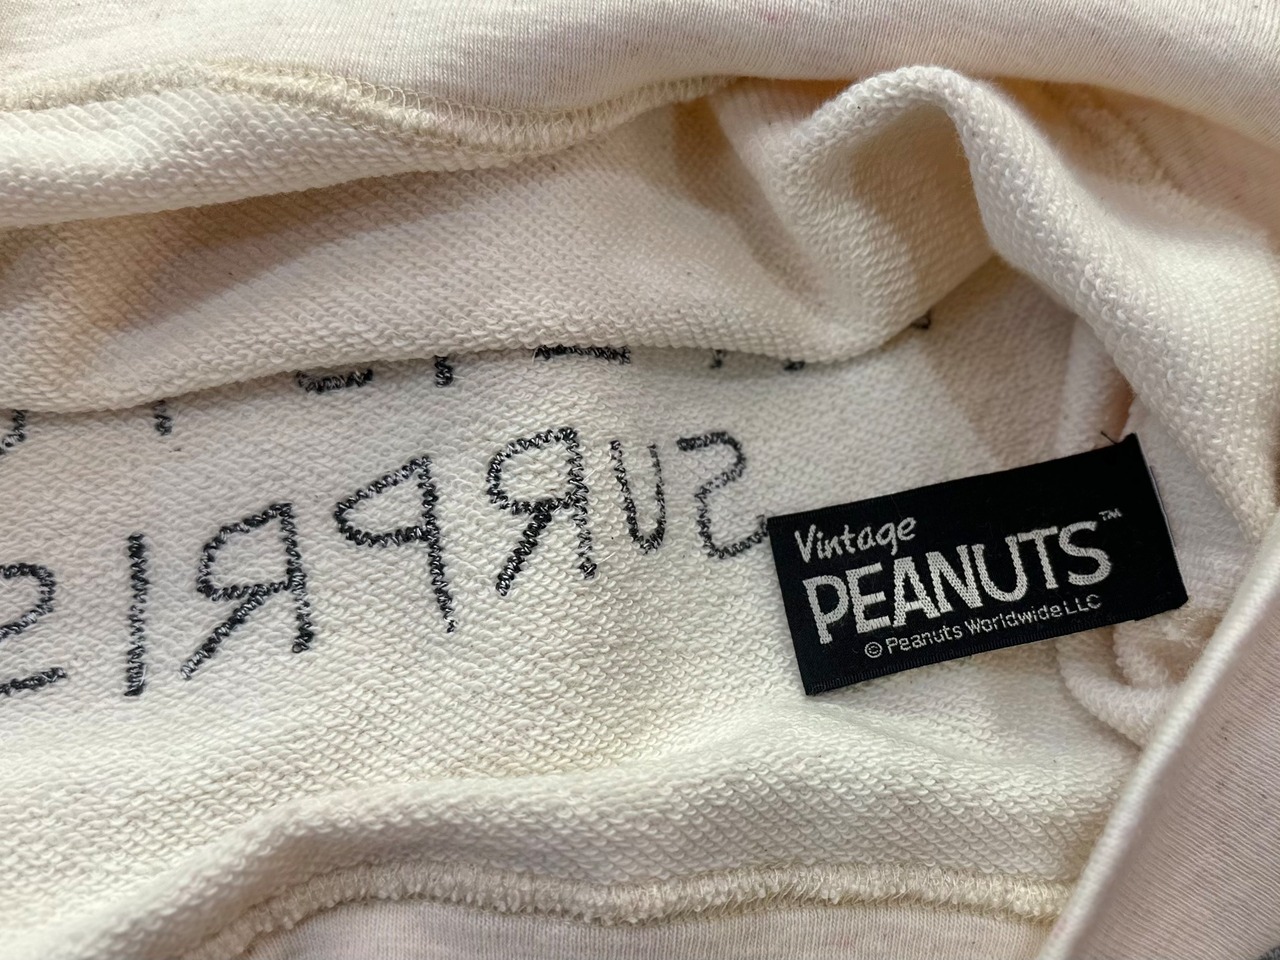 SURPRIS
Vintage
PEANUTS™
© Peanuts Worldwide LLC